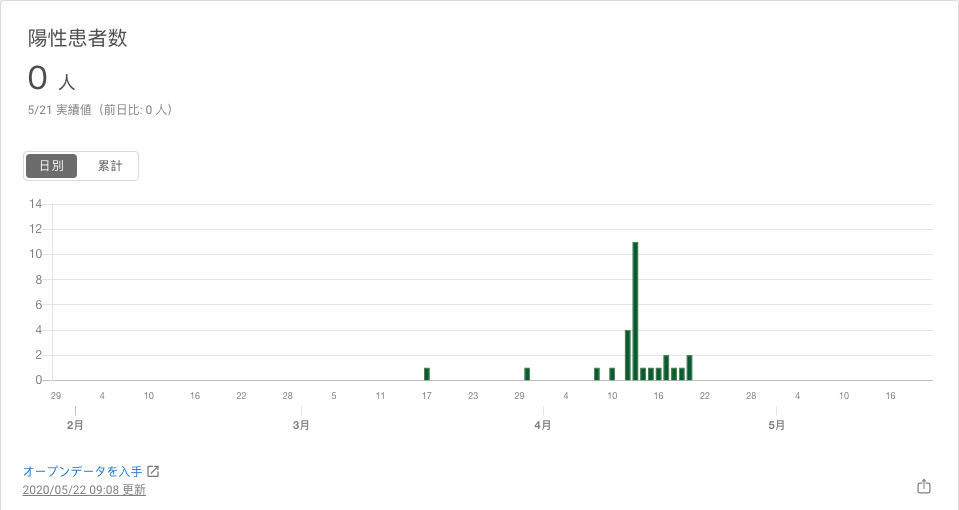 陽性患者数
0 人
5/21 実績値（前日比: 0 人）
日別 累計
14
12
10
8
6
4
2
0
29 4 10 16 22 28 5 11 17 23 29 4 10 16 22 28 4 10 16
2月 3月 4月 5月
オープンデータを入手
2020/05/22 09:08 更新